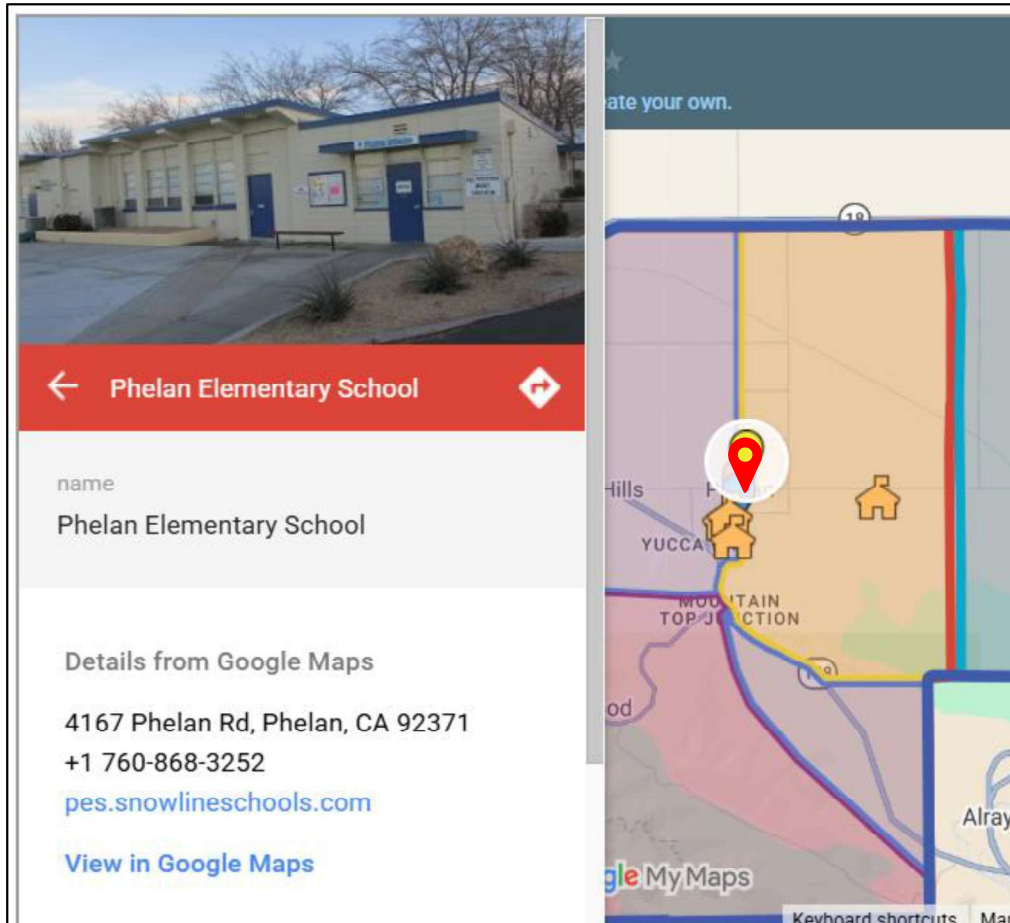 eate your own.
18
Phelan Elementary School
name
Phelan Elementary School
Hills
YUCCA
MOUNTAIN
TOP JUNCTION
Details from Google Maps
4167 Phelan Rd, Phelan, CA 92371
+1 760-868-3252
pes.snowlineschools.com
View in Google Maps
od
Alray
gle My Maps
Keyboard shortcuts